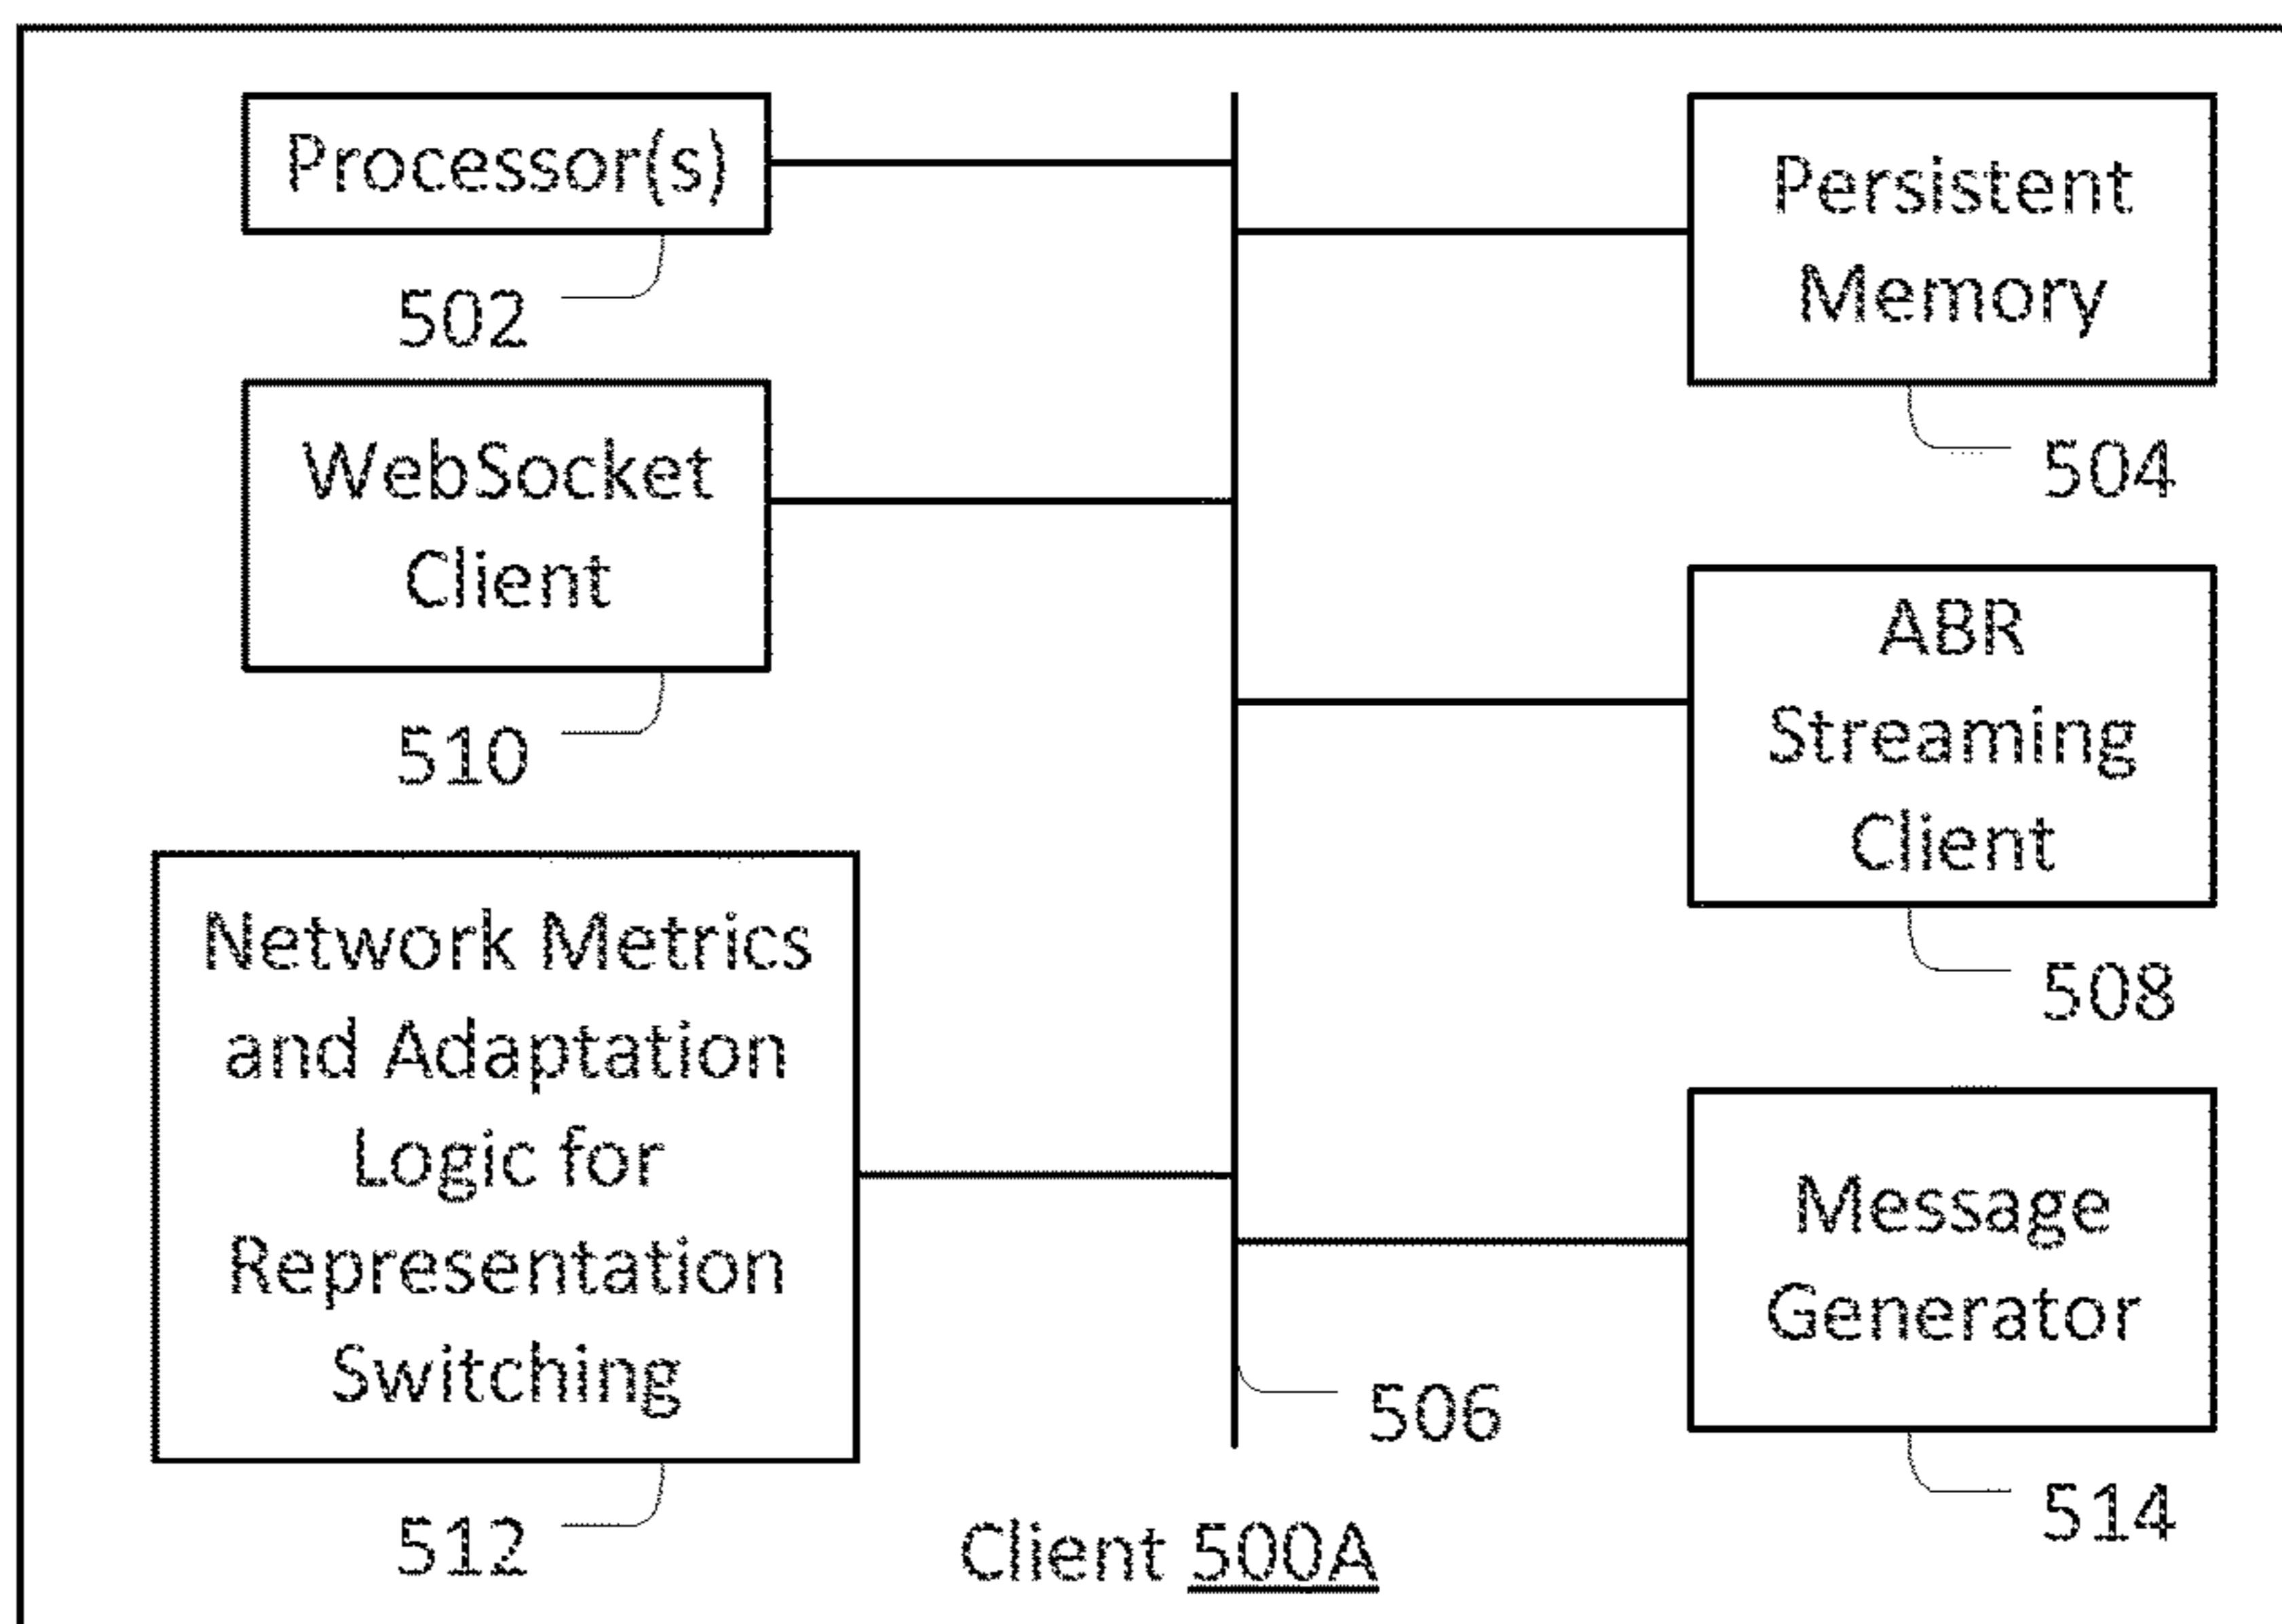 Processor(s)
502
Persistent
Memory
504
WebSocket
Client
510
ABR
Streaming
Client
508
Network Metrics
and Adaptation
Logic for
Representation
Switching
512
Message
Generator
514
506
Client 500A